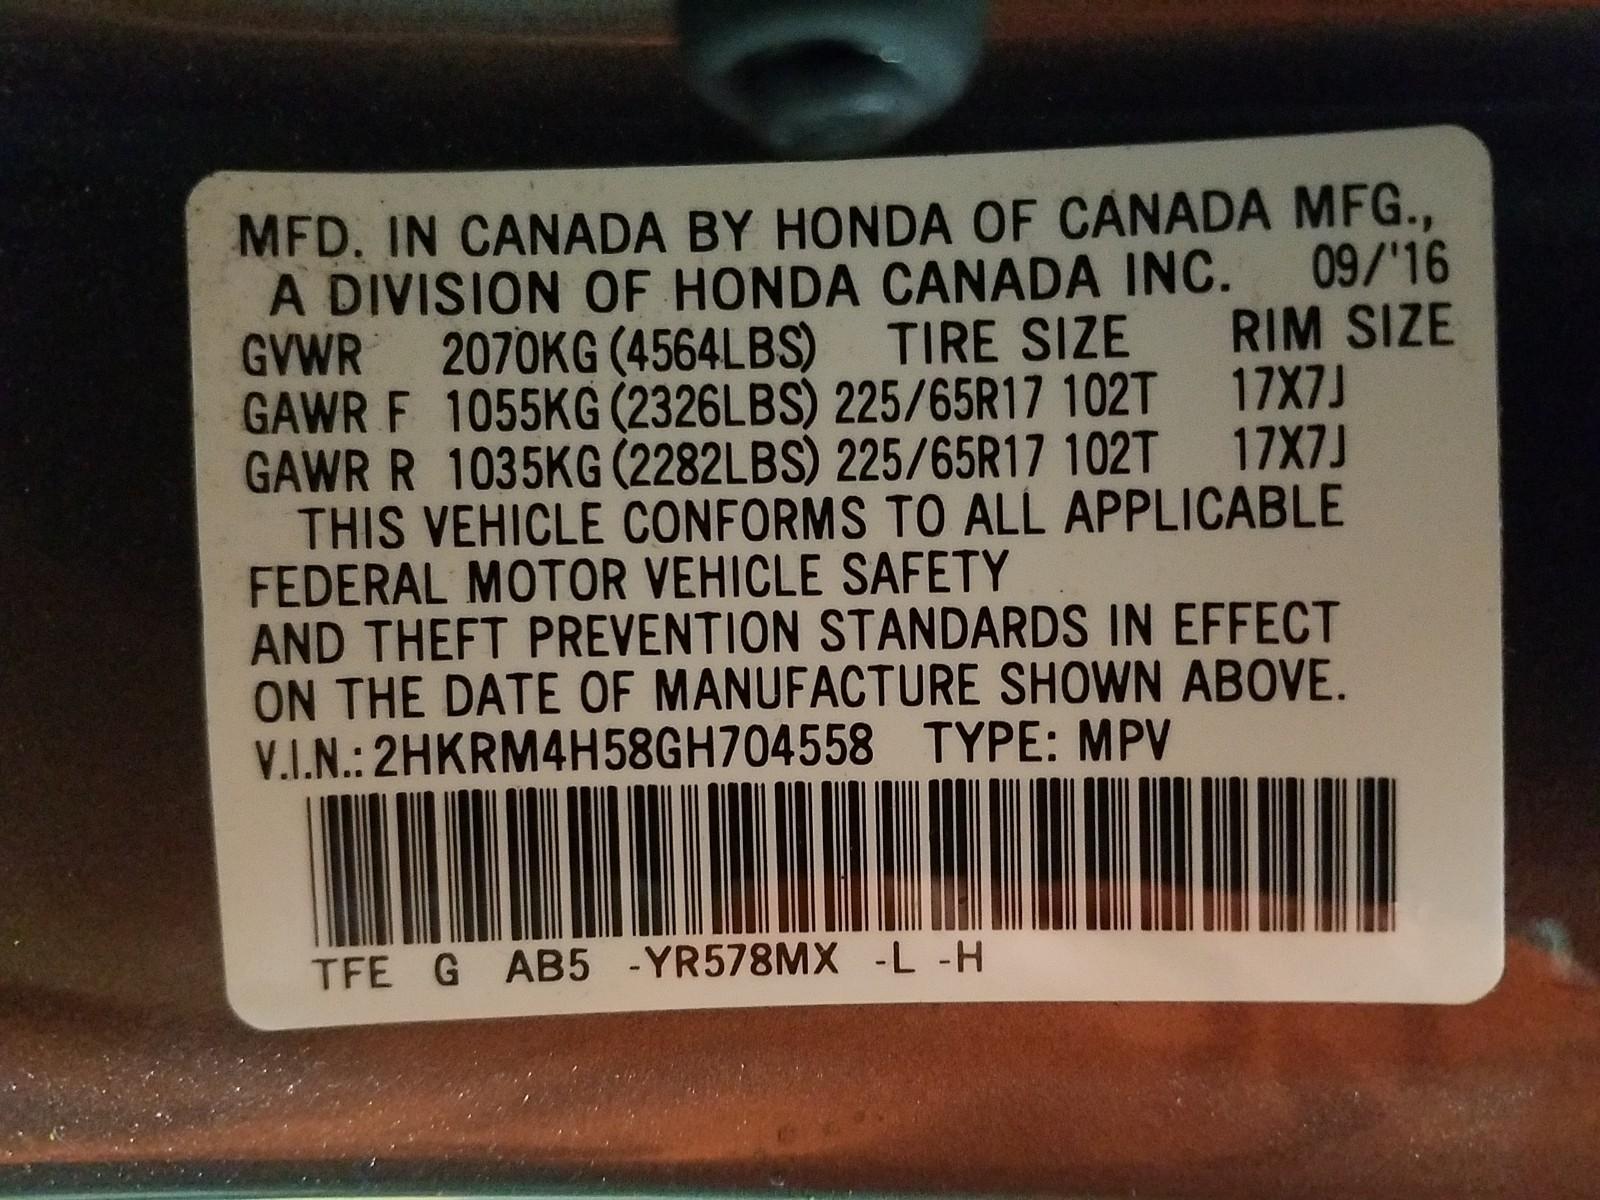 MFD. IN CANADA BY HONDA OF CANADA MFG.,
A DIVISION OF HONDA CANADA INC. 09/'16
GVWR 2070KG (4564LBS) TIRE SIZE RIM SIZE
GAWR F 1055KG (2326LBS) 225/65R17 102T 17X7J
GAWR R 1035KG (2282LBS) 225/65R17 102T 17X7J
THIS VEHICLE CONFORMS TO ALL APPLICABLE
FEDERAL MOTOR VEHICLE SAFETY
AND THEFT PREVENTION STANDARDS IN EFFECT
ON THE DATE OF MANUFACTURE SHOWN ABOVE.
V.I.N.: 2HKRM4H58GH704558 TYPE: MPV
TFE G AB5 -YR578MX -L -H